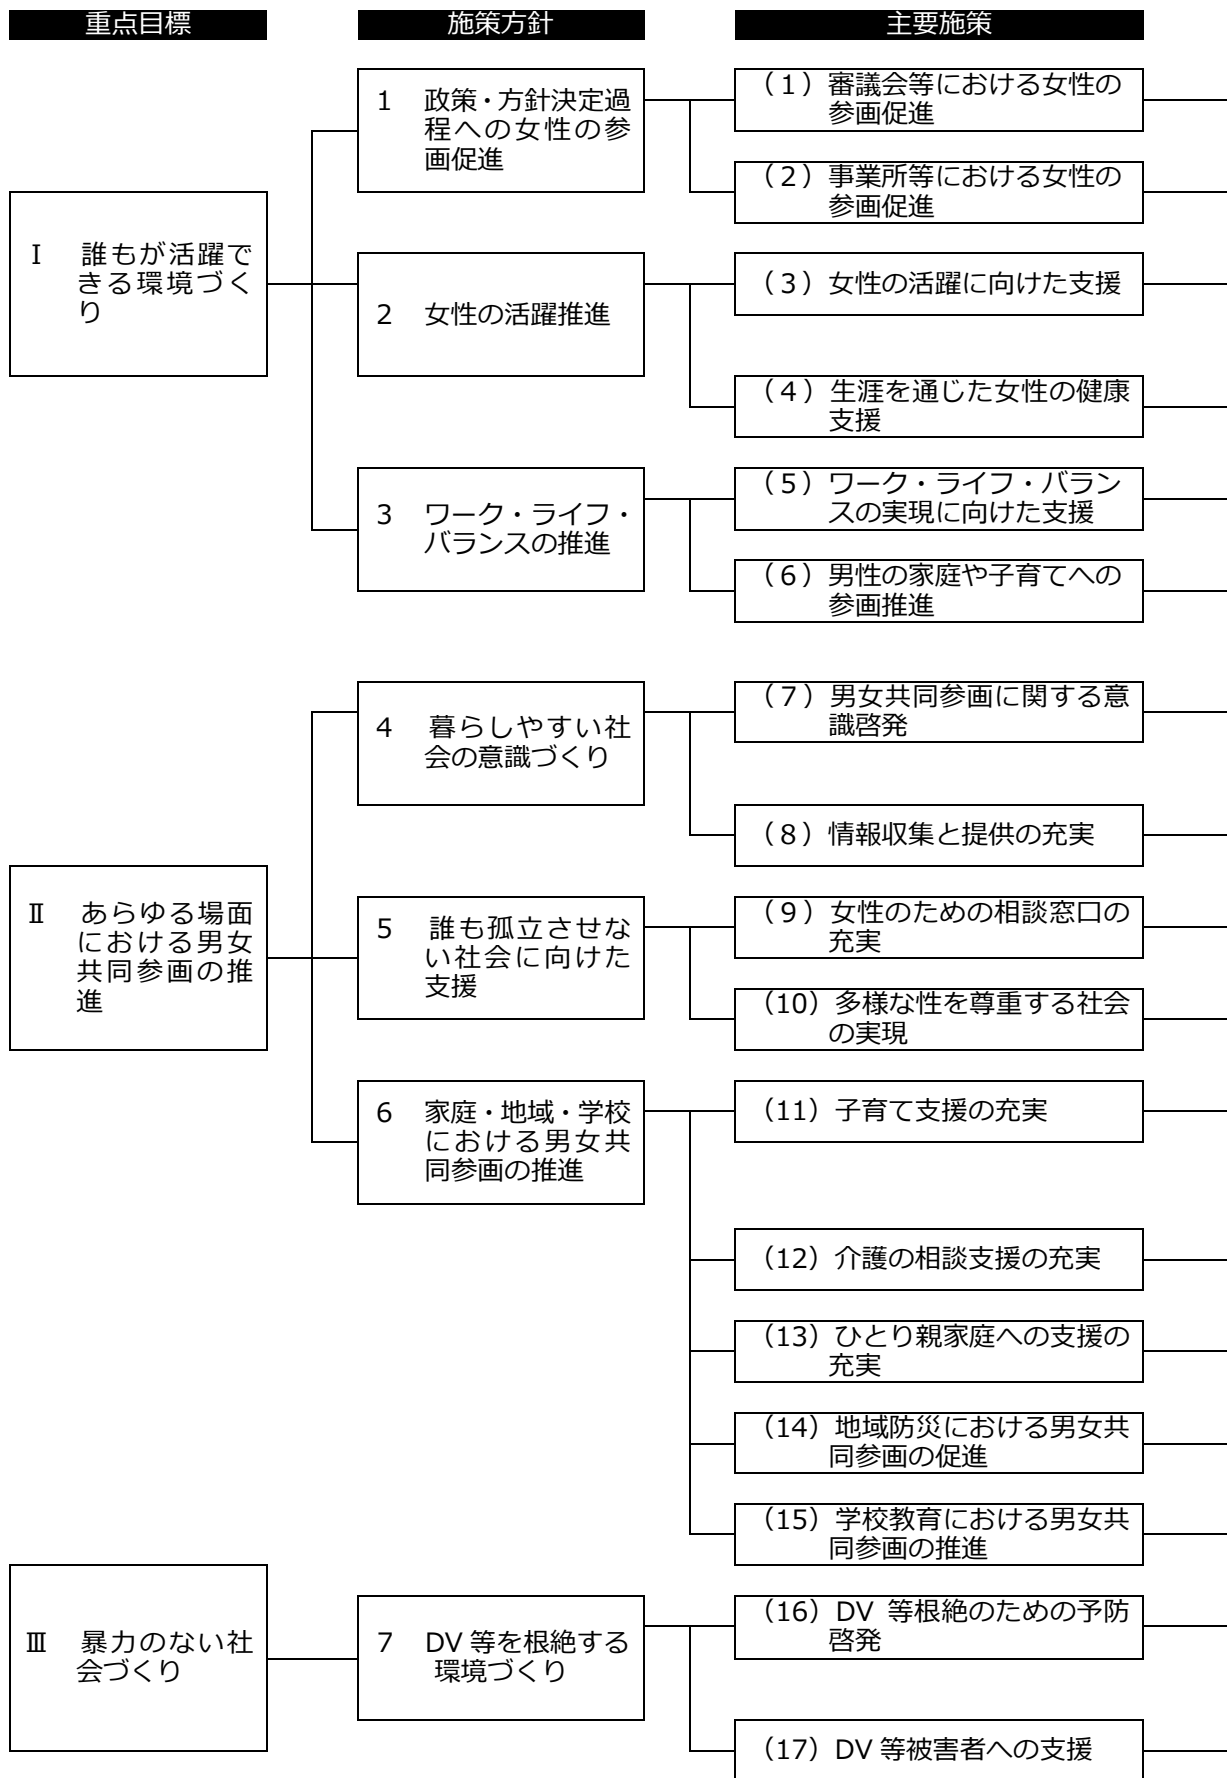 重点目標
施策方針
主要施策
Ⅰ 誰もが活躍で
きる環境づく
り
1 政策・方針決定過
程への女性の参
画促進
（1）審議会等における女性の
参画促進
（2）事業所等における女性の
参画促進
2 女性の活躍推進
（3）女性の活躍に向けた支援
（4）生涯を通じた女性の健康
支援
3 ワーク・ライフ・
バランスの推進
（5）ワーク・ライフ・バラン
スの実現に向けた支援
（6）男性の家庭や子育てへの
参画推進
Ⅱ あらゆる場面
における男女
共同参画の推
進
4 暮らしやすい社
会の意識づくり
（7）男女共同参画に関する意
識啓発
（8）情報収集と提供の充実
5 誰も孤立させな
い社会に向けた
支援
（9）女性のための相談窓口の
充実
（10）多様な性を尊重する社会
の実現
6 家庭・地域・学校
における男女共
同参画の推進
（11）子育て支援の充実
（12）介護の相談支援の充実
（13）ひとり親家庭への支援の
充実
（14）地域防災における男女共
同参画の促進
（15）学校教育における男女共
同参画の推進
Ⅲ 暴力のない社
会づくり
7 DV 等を根絶する
環境づくり
（16）DV 等根絶のための予防
啓発
（17）DV 等被害者への支援